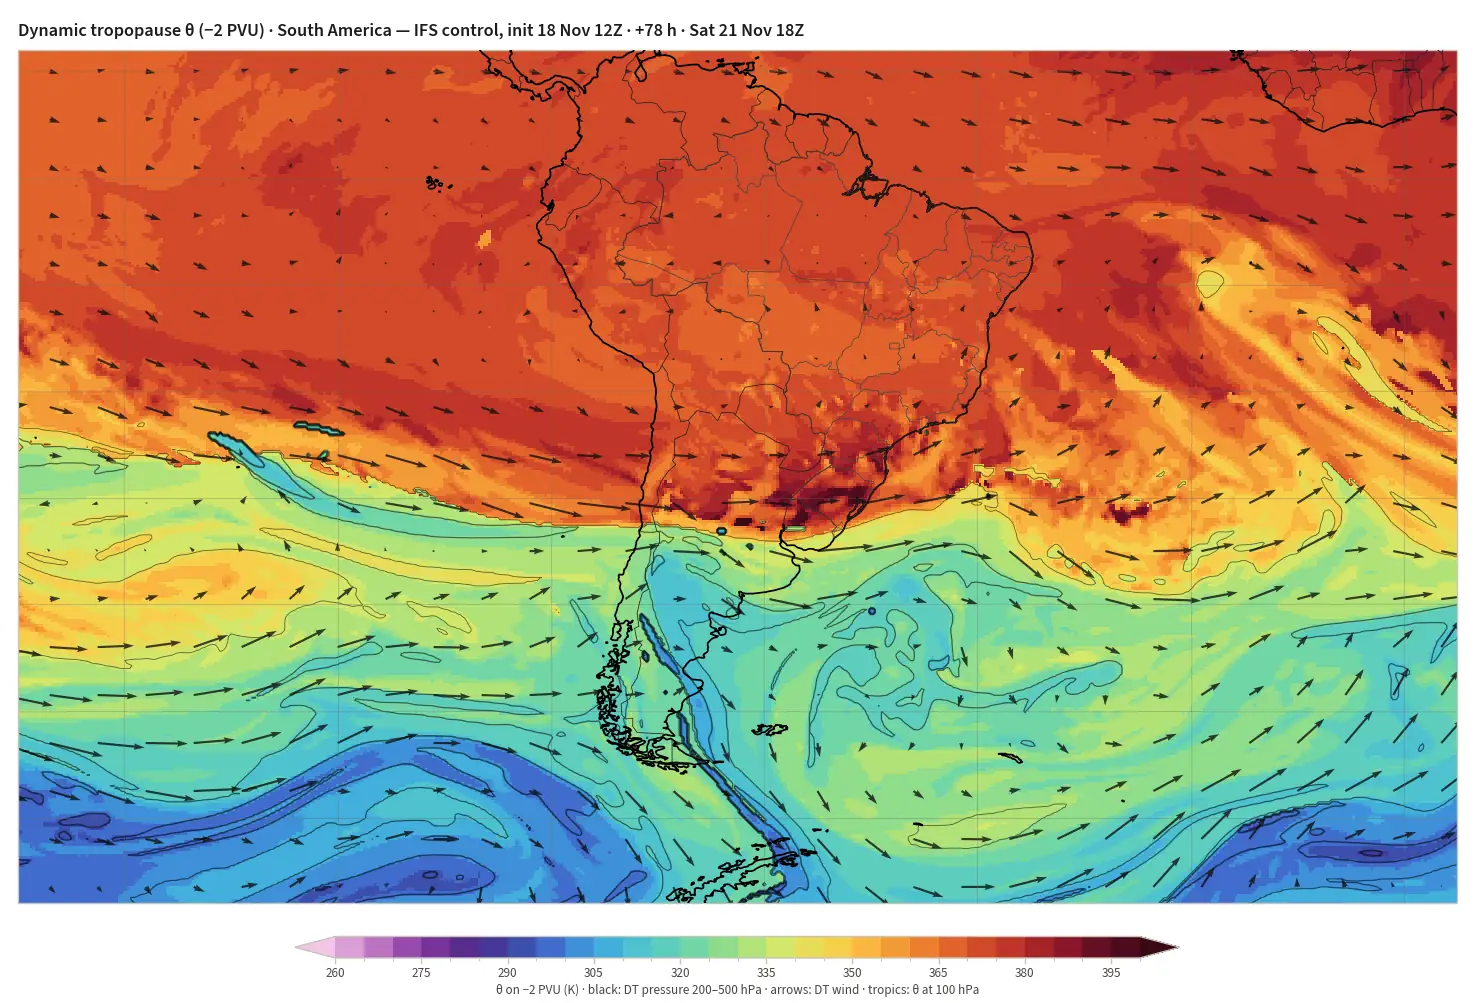 Dynamic tropopause θ (−2 PVU) · South America — IFS control, init 18 Nov 12Z · +78 h · Sat 21 Nov 18Z
260 275 290 305 320 335 350 365 380 395
θ on −2 PVU (K) · black: DT pressure 200–500 hPa · arrows: DT wind · tropics: θ at 100 hPa